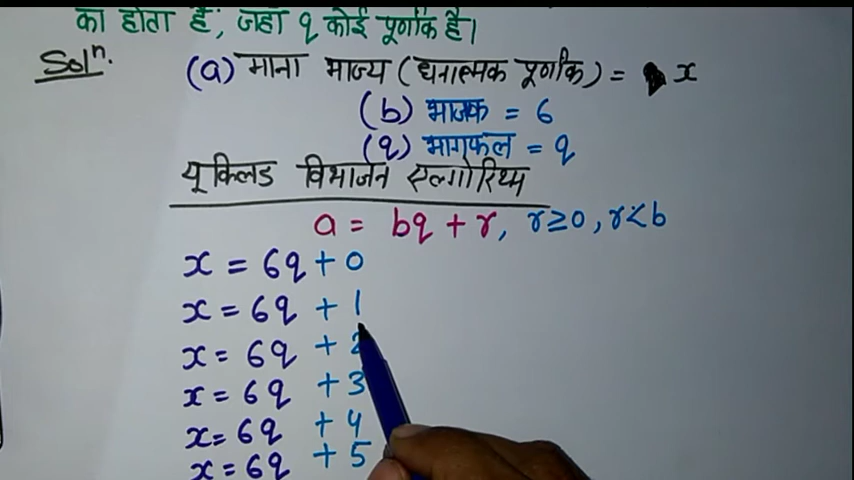 का होता है, जहाँ q कोई पूर्णांक है।
Solⁿ. (a) माना भाज्य (धनात्मक पूर्णांक) = x
(b) भाजक = 6
(q) भागफल = q
यूक्लिड विभाजन एल्गोरिथ्म
a = bq + r, r ≥ 0, r < b
x = 6q + 0
x = 6q + 1
x = 6q + 2
x = 6q + 3
x = 6q + 4
x = 6q + 5